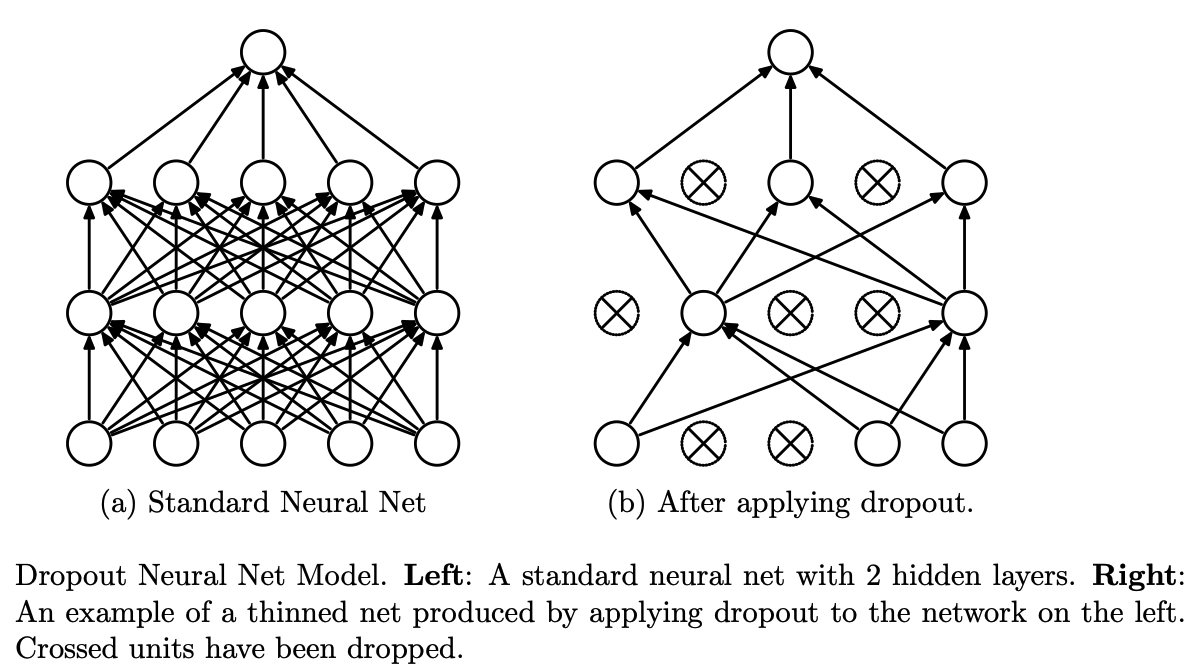 (a) Standard Neural Net
(b) After applying dropout.
Dropout Neural Net Model. Left: A standard neural net with 2 hidden layers. Right:
An example of a thinned net produced by applying dropout to the network on the left.
Crossed units have been dropped.